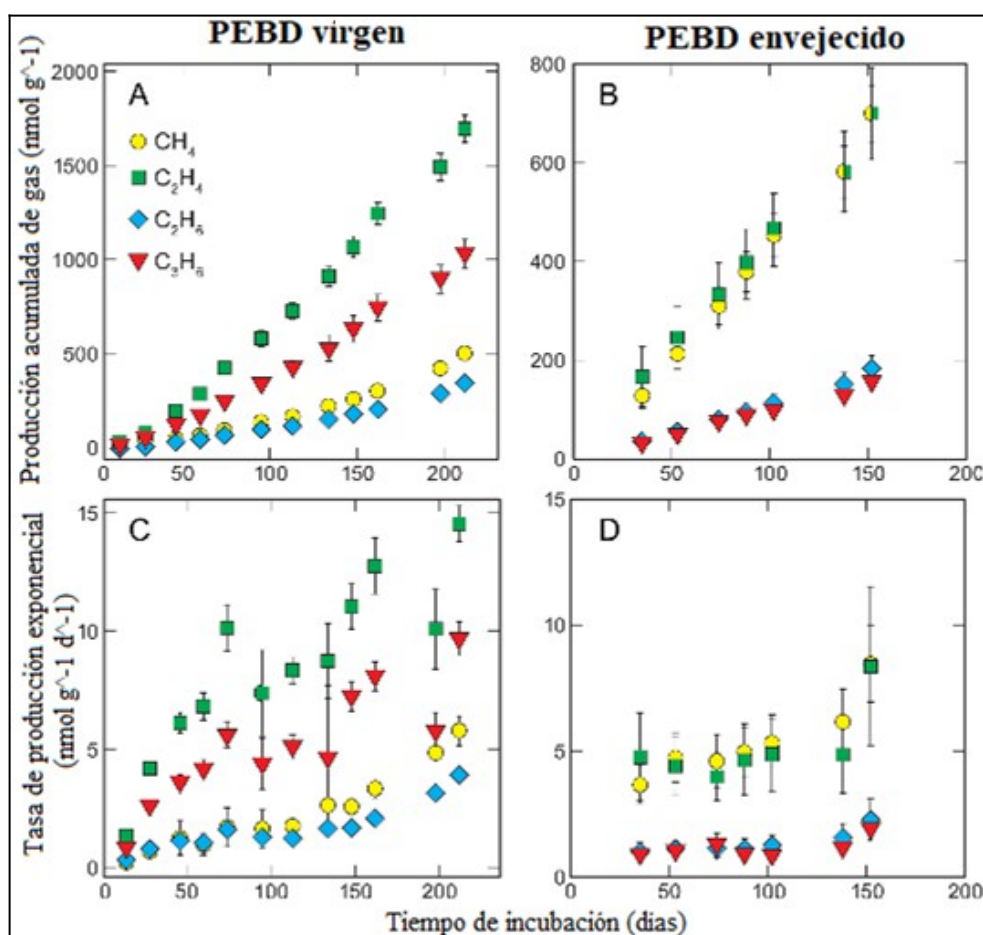 PEBD virgen
PEBD envejecido
Producción acumulada de gas (nmol g^-1)
2000
1500
1000
500
0
A
CH4
C2H4
C2H6
C3H6
0 50 100 150 200
800
600
400
200
0
B
0 50 100 150 200
Tasa de producción exponencial
(nmol g^-1 d^-1)
15
10
5
0
C
0 50 100 150 200
15
10
5
0
D
0 50 100 150 200
Tiempo de incubación (días)